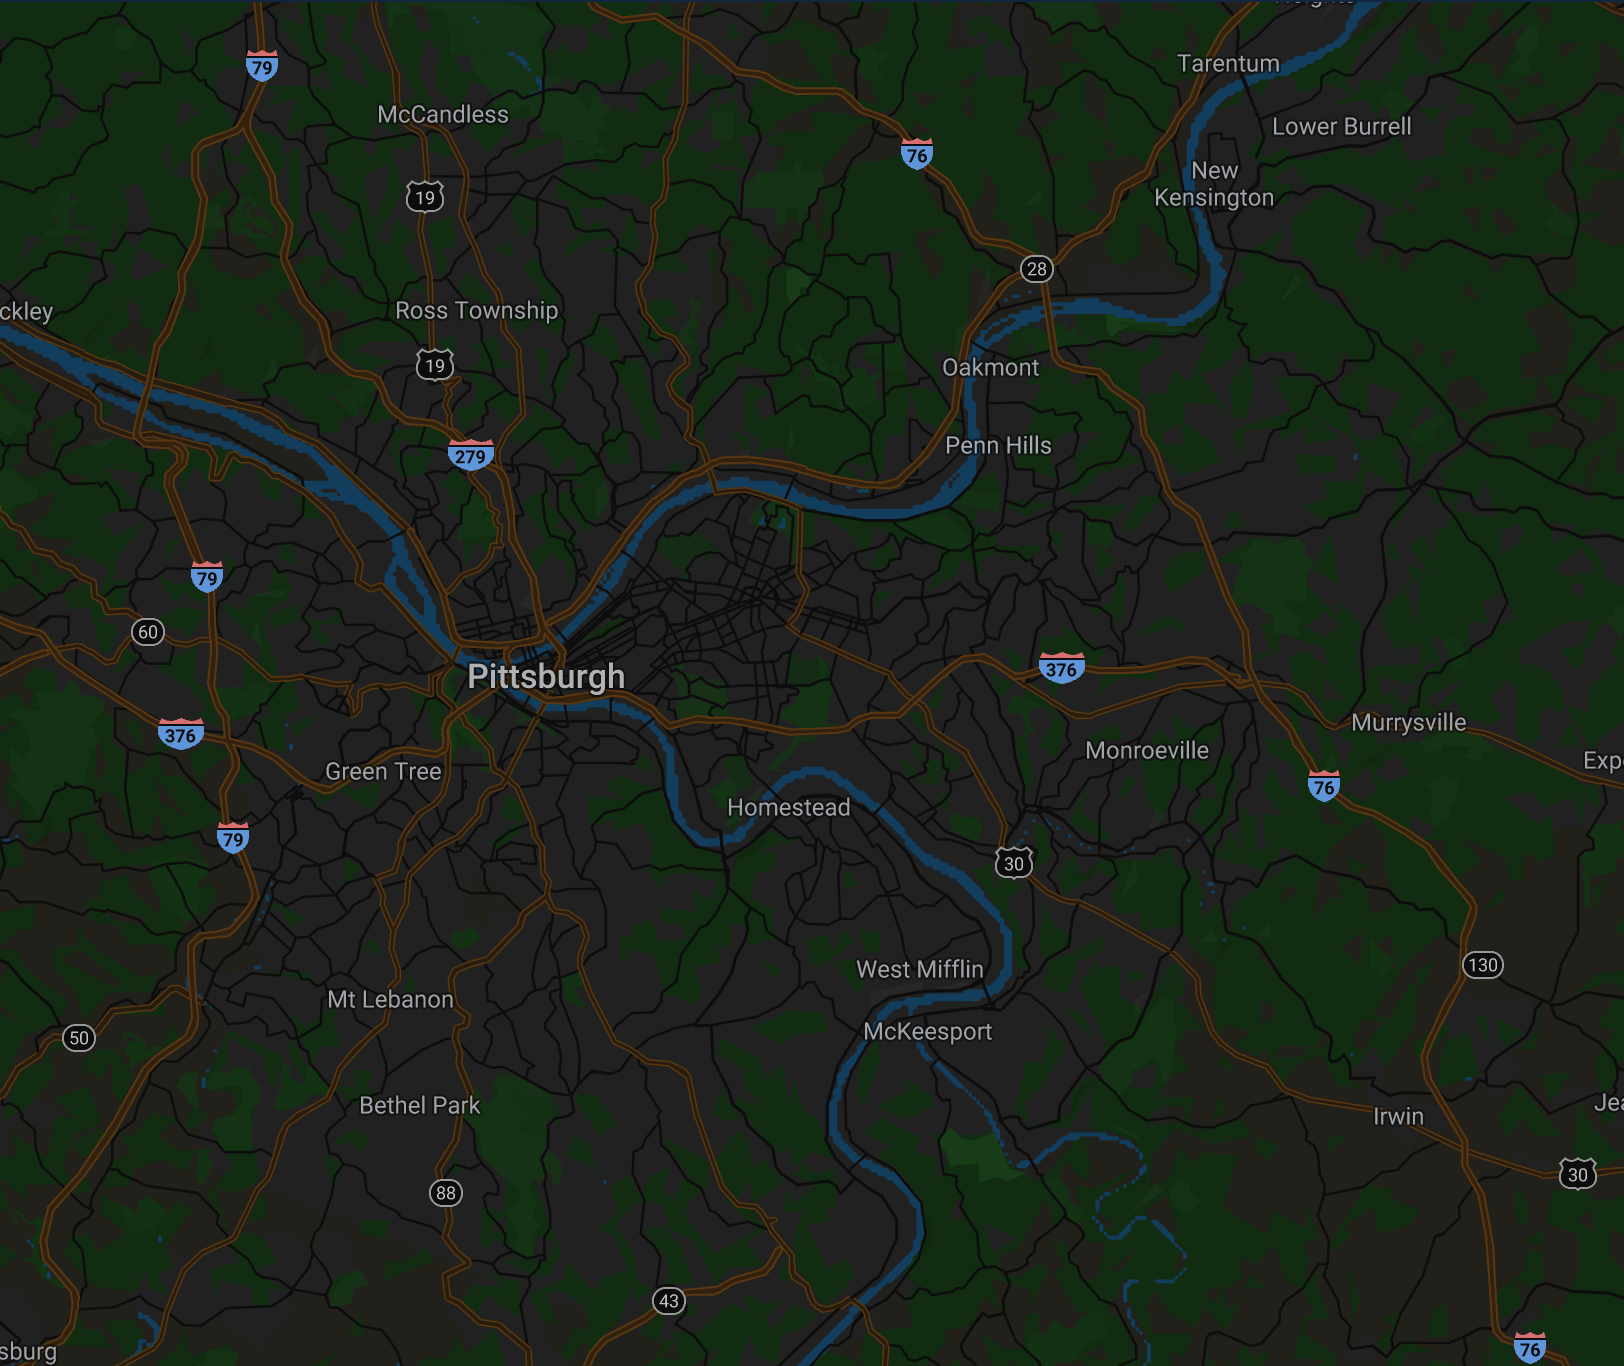 Heights
Tarentum
79
McCandless
Lower Burrell
76
New
Kensington
19
28
ckley
Ross Township
19
Oakmont
279
Penn Hills
79
60
Pittsburgh
376
376
Murrysville
Green Tree
Monroeville
Exp
76
Homestead
79
30
130
West Mifflin
Mt Lebanon
McKeesport
50
Bethel Park
Irwin
Jea
30
88
43
sburg
76